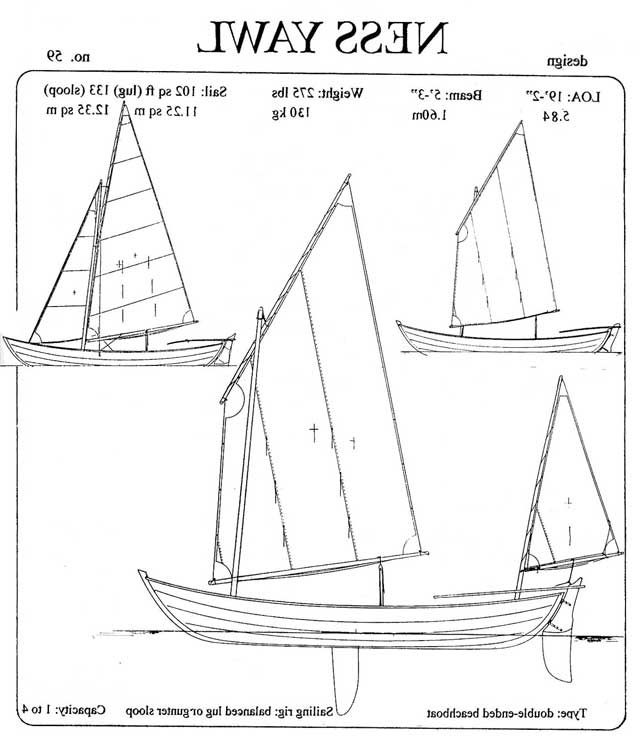 NESS YAWL
design no. 59
LOA: 19'-2" Beam: 5'-3" Weight: 275 lbs Sail: 102 sq ft (lug) 133 (sloop)
5.84 1.60m 130 kg 11.25 sq m 12.35 sq m
Type: double-ended beachboat Sailing rig: balanced lug or gunter sloop Capacity: 1 to 4